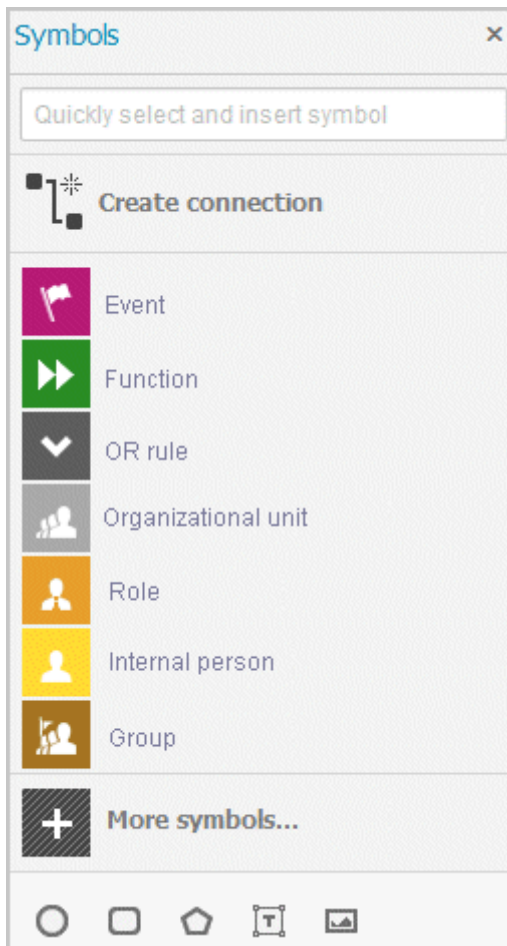 Symbols
Quickly select and insert symbol
Create connection
Event
Function
OR rule
Organizational unit
Role
Internal person
Group
More symbols...
T